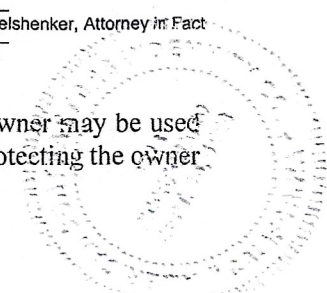 elshenker, Attorney in Fact
wner may be used
otecting the owner